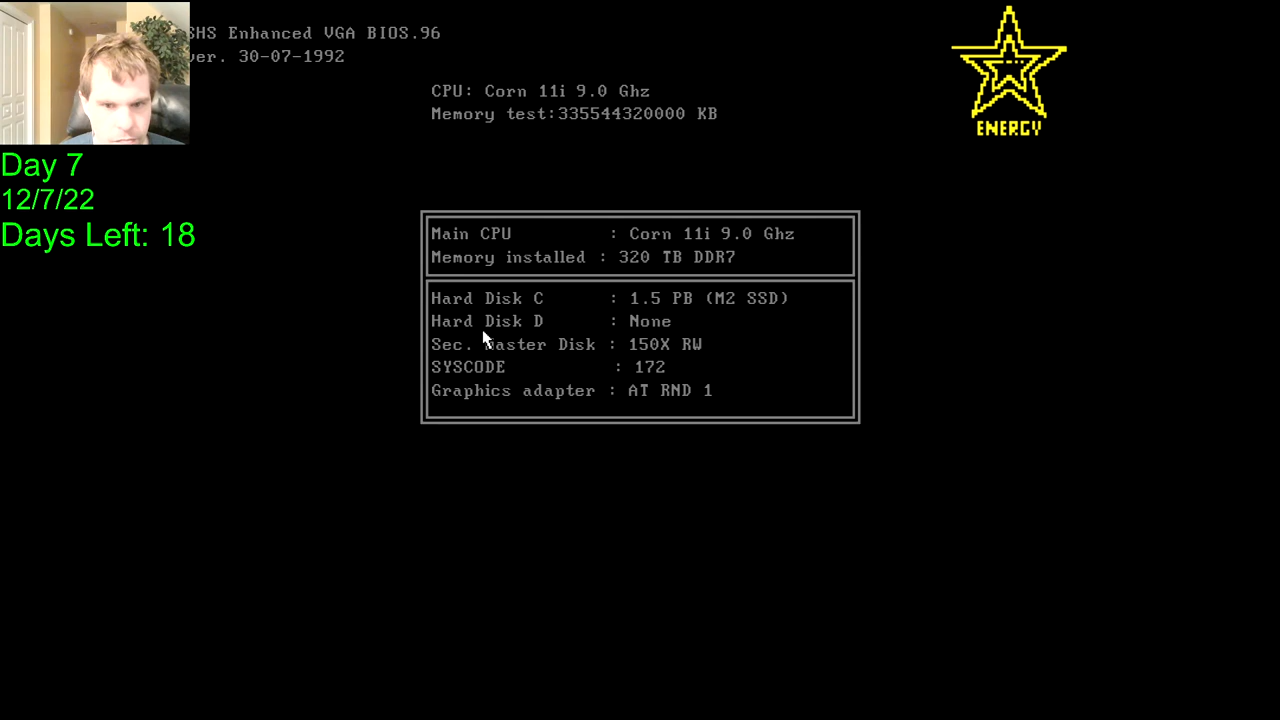 SHS Enhanced VGA BIOS.96
ver. 30-07-1992
ENERGY
CPU: Corn 11i 9.0 Ghz
Memory test:335544320000 KB
Day 7
12/7/22
Days Left: 18
Main CPU : Corn 11i 9.0 Ghz
Memory installed : 320 TB DDR7
Hard Disk C : 1.5 PB (M2 SSD)
Hard Disk D : None
Sec. Master Disk : 150X RW
SYSCODE : 172
Graphics adapter : AT RND 1